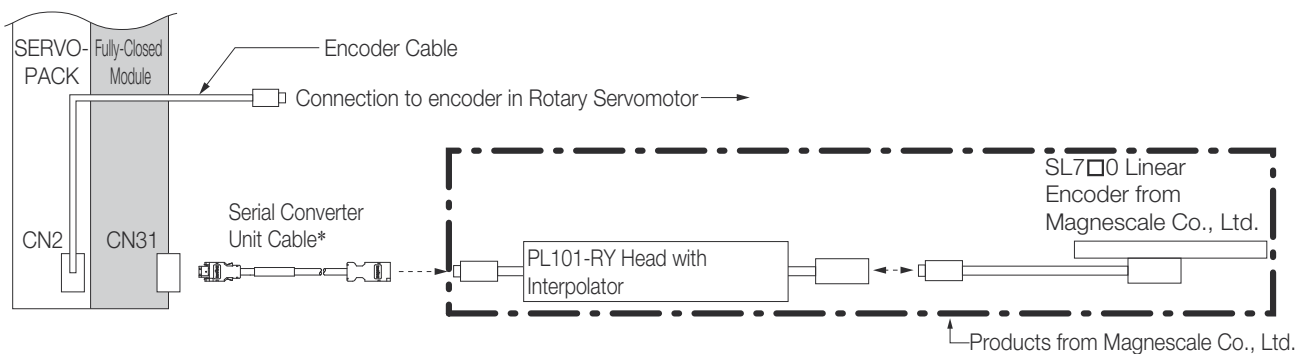 SERVO-
PACK
Fully-Closed
Module
Encoder Cable
Connection to encoder in Rotary Servomotor
SL7□0 Linear
Encoder from
Magnescale Co., Ltd.
Serial Converter
Unit Cable*
CN2
CN31
PL101-RY Head with
Interpolator
Products from Magnescale Co., Ltd.